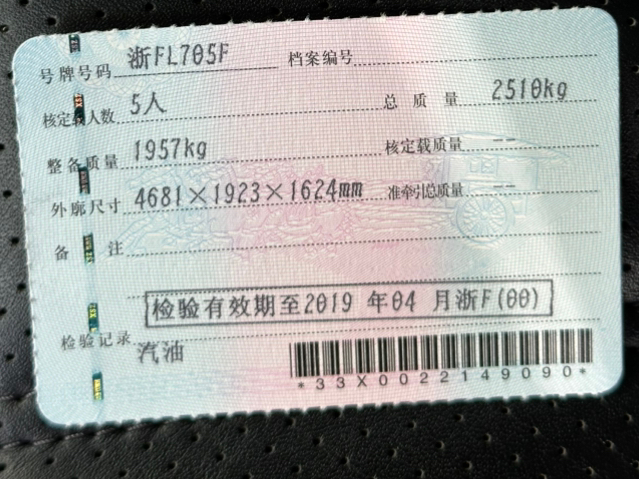 号牌号码 浙FL705F 档案编号
核定载人数 5人 总质量 2510kg
整备质量 1957kg 核定载质量 --
外廓尺寸 4681×1923×1624mm 准牵引总质量 --
备注
检验有效期至2019 年04 月浙F(00)
检验记录 汽油
*33X0022149090*